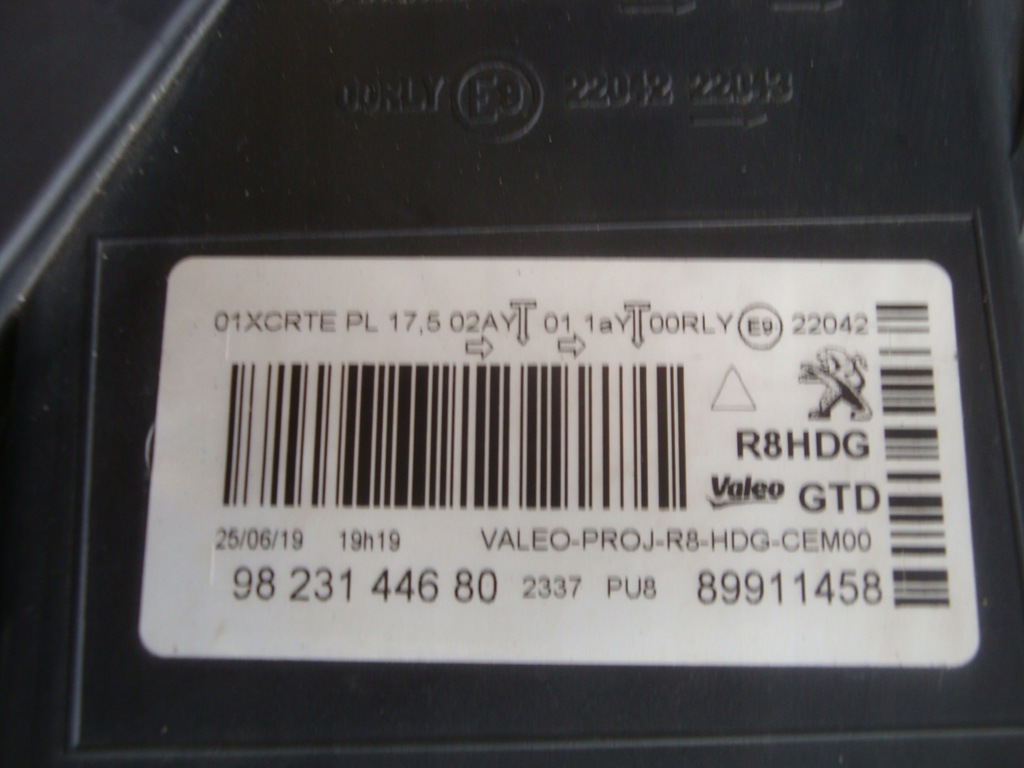 00RLY E9 22042 22043
01XCRTE PL 17,5 02AY 01 1aY 00RLY E9 22042
R8HDG
Valeo GTD
25/06/19 19h19 VALEO-PROJ-R8-HDG-CEM00
98 231 446 80 2337 PU8 89911458